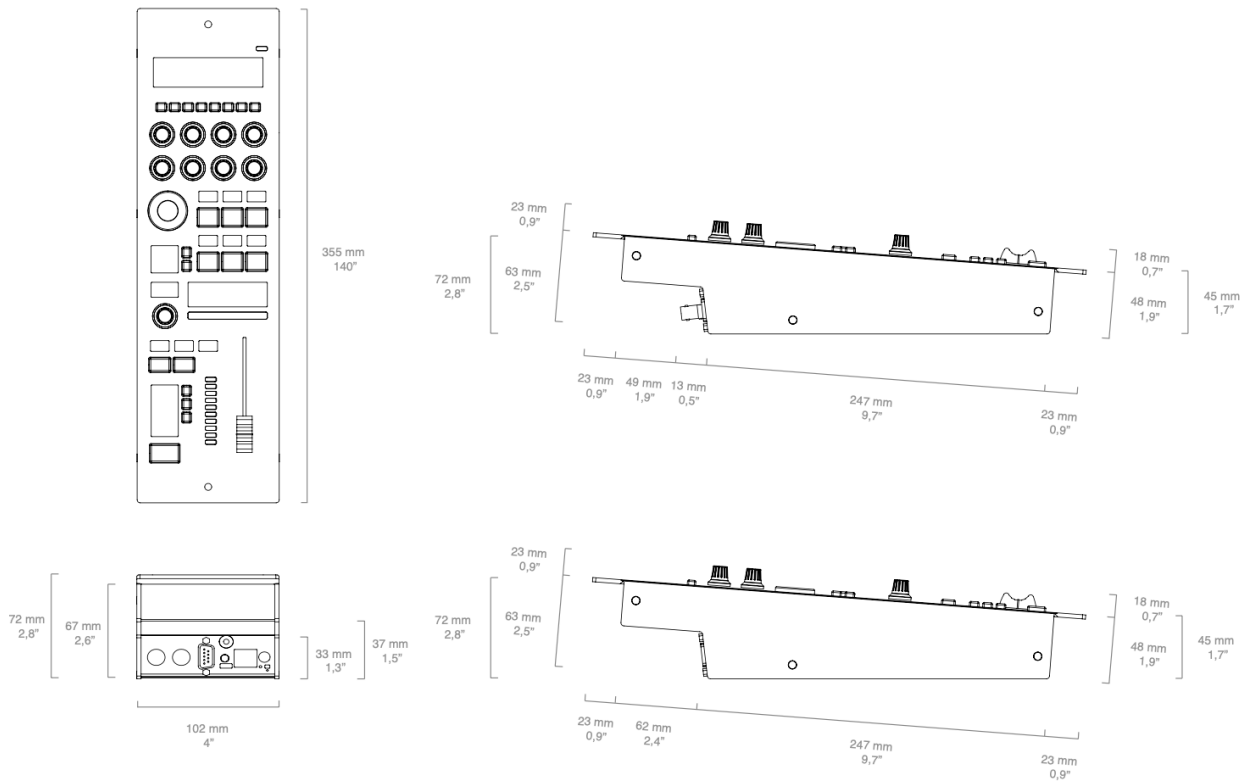 355 mm
140”
23 mm
0,9”
72 mm
2,8”
63 mm
2,5”
18 mm
0,7”
48 mm
1,9”
45 mm
1,7”
23 mm
0,9”
49 mm
1,9”
13 mm
0,5”
247 mm
9,7”
23 mm
0,9”
72 mm
2,8”
67 mm
2,6”
33 mm
1,3”
37 mm
1,5”
102 mm
4”
23 mm
0,9”
72 mm
2,8”
63 mm
2,5”
18 mm
0,7”
48 mm
1,9”
45 mm
1,7”
23 mm
0,9”
62 mm
2,4”
247 mm
9,7”
23 mm
0,9”